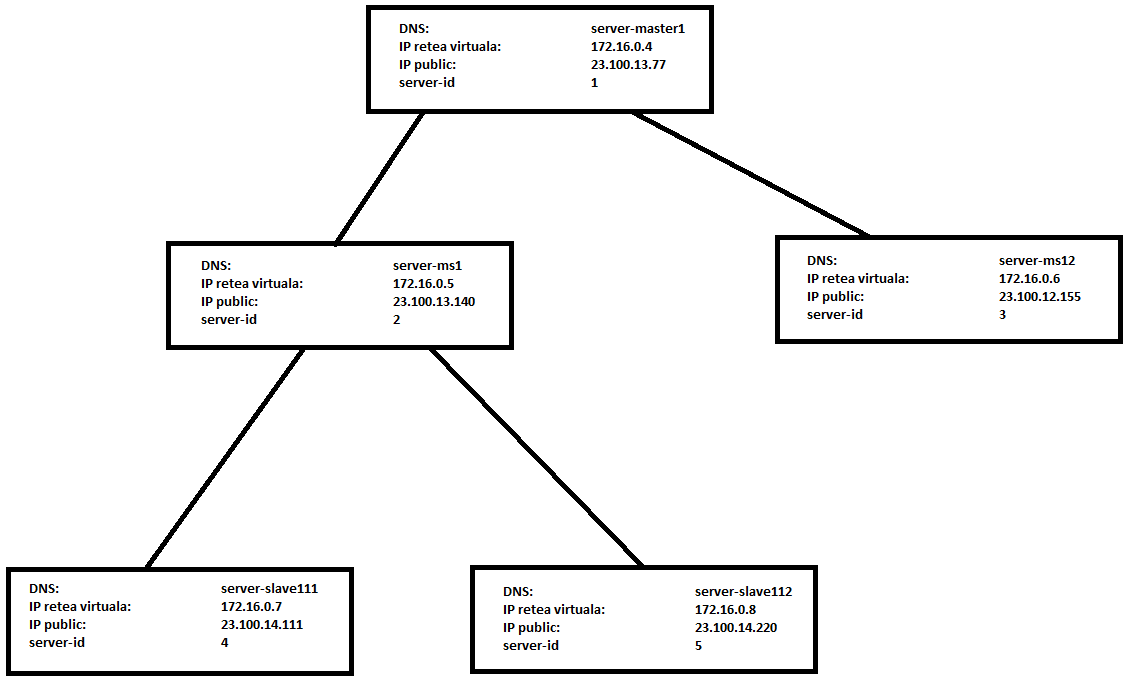 DNS: server-master1
IP retea virtuala: 172.16.0.4
IP public: 23.100.13.77
server-id 1
DNS: server-ms1
IP retea virtuala: 172.16.0.5
IP public: 23.100.13.140
server-id 2
DNS: server-ms12
IP retea virtuala: 172.16.0.6
IP public: 23.100.12.155
server-id 3
DNS: server-slave111
IP retea virtuala: 172.16.0.7
IP public: 23.100.14.111
server-id 4
DNS: server-slave112
IP retea virtuala: 172.16.0.8
IP public: 23.100.14.220
server-id 5